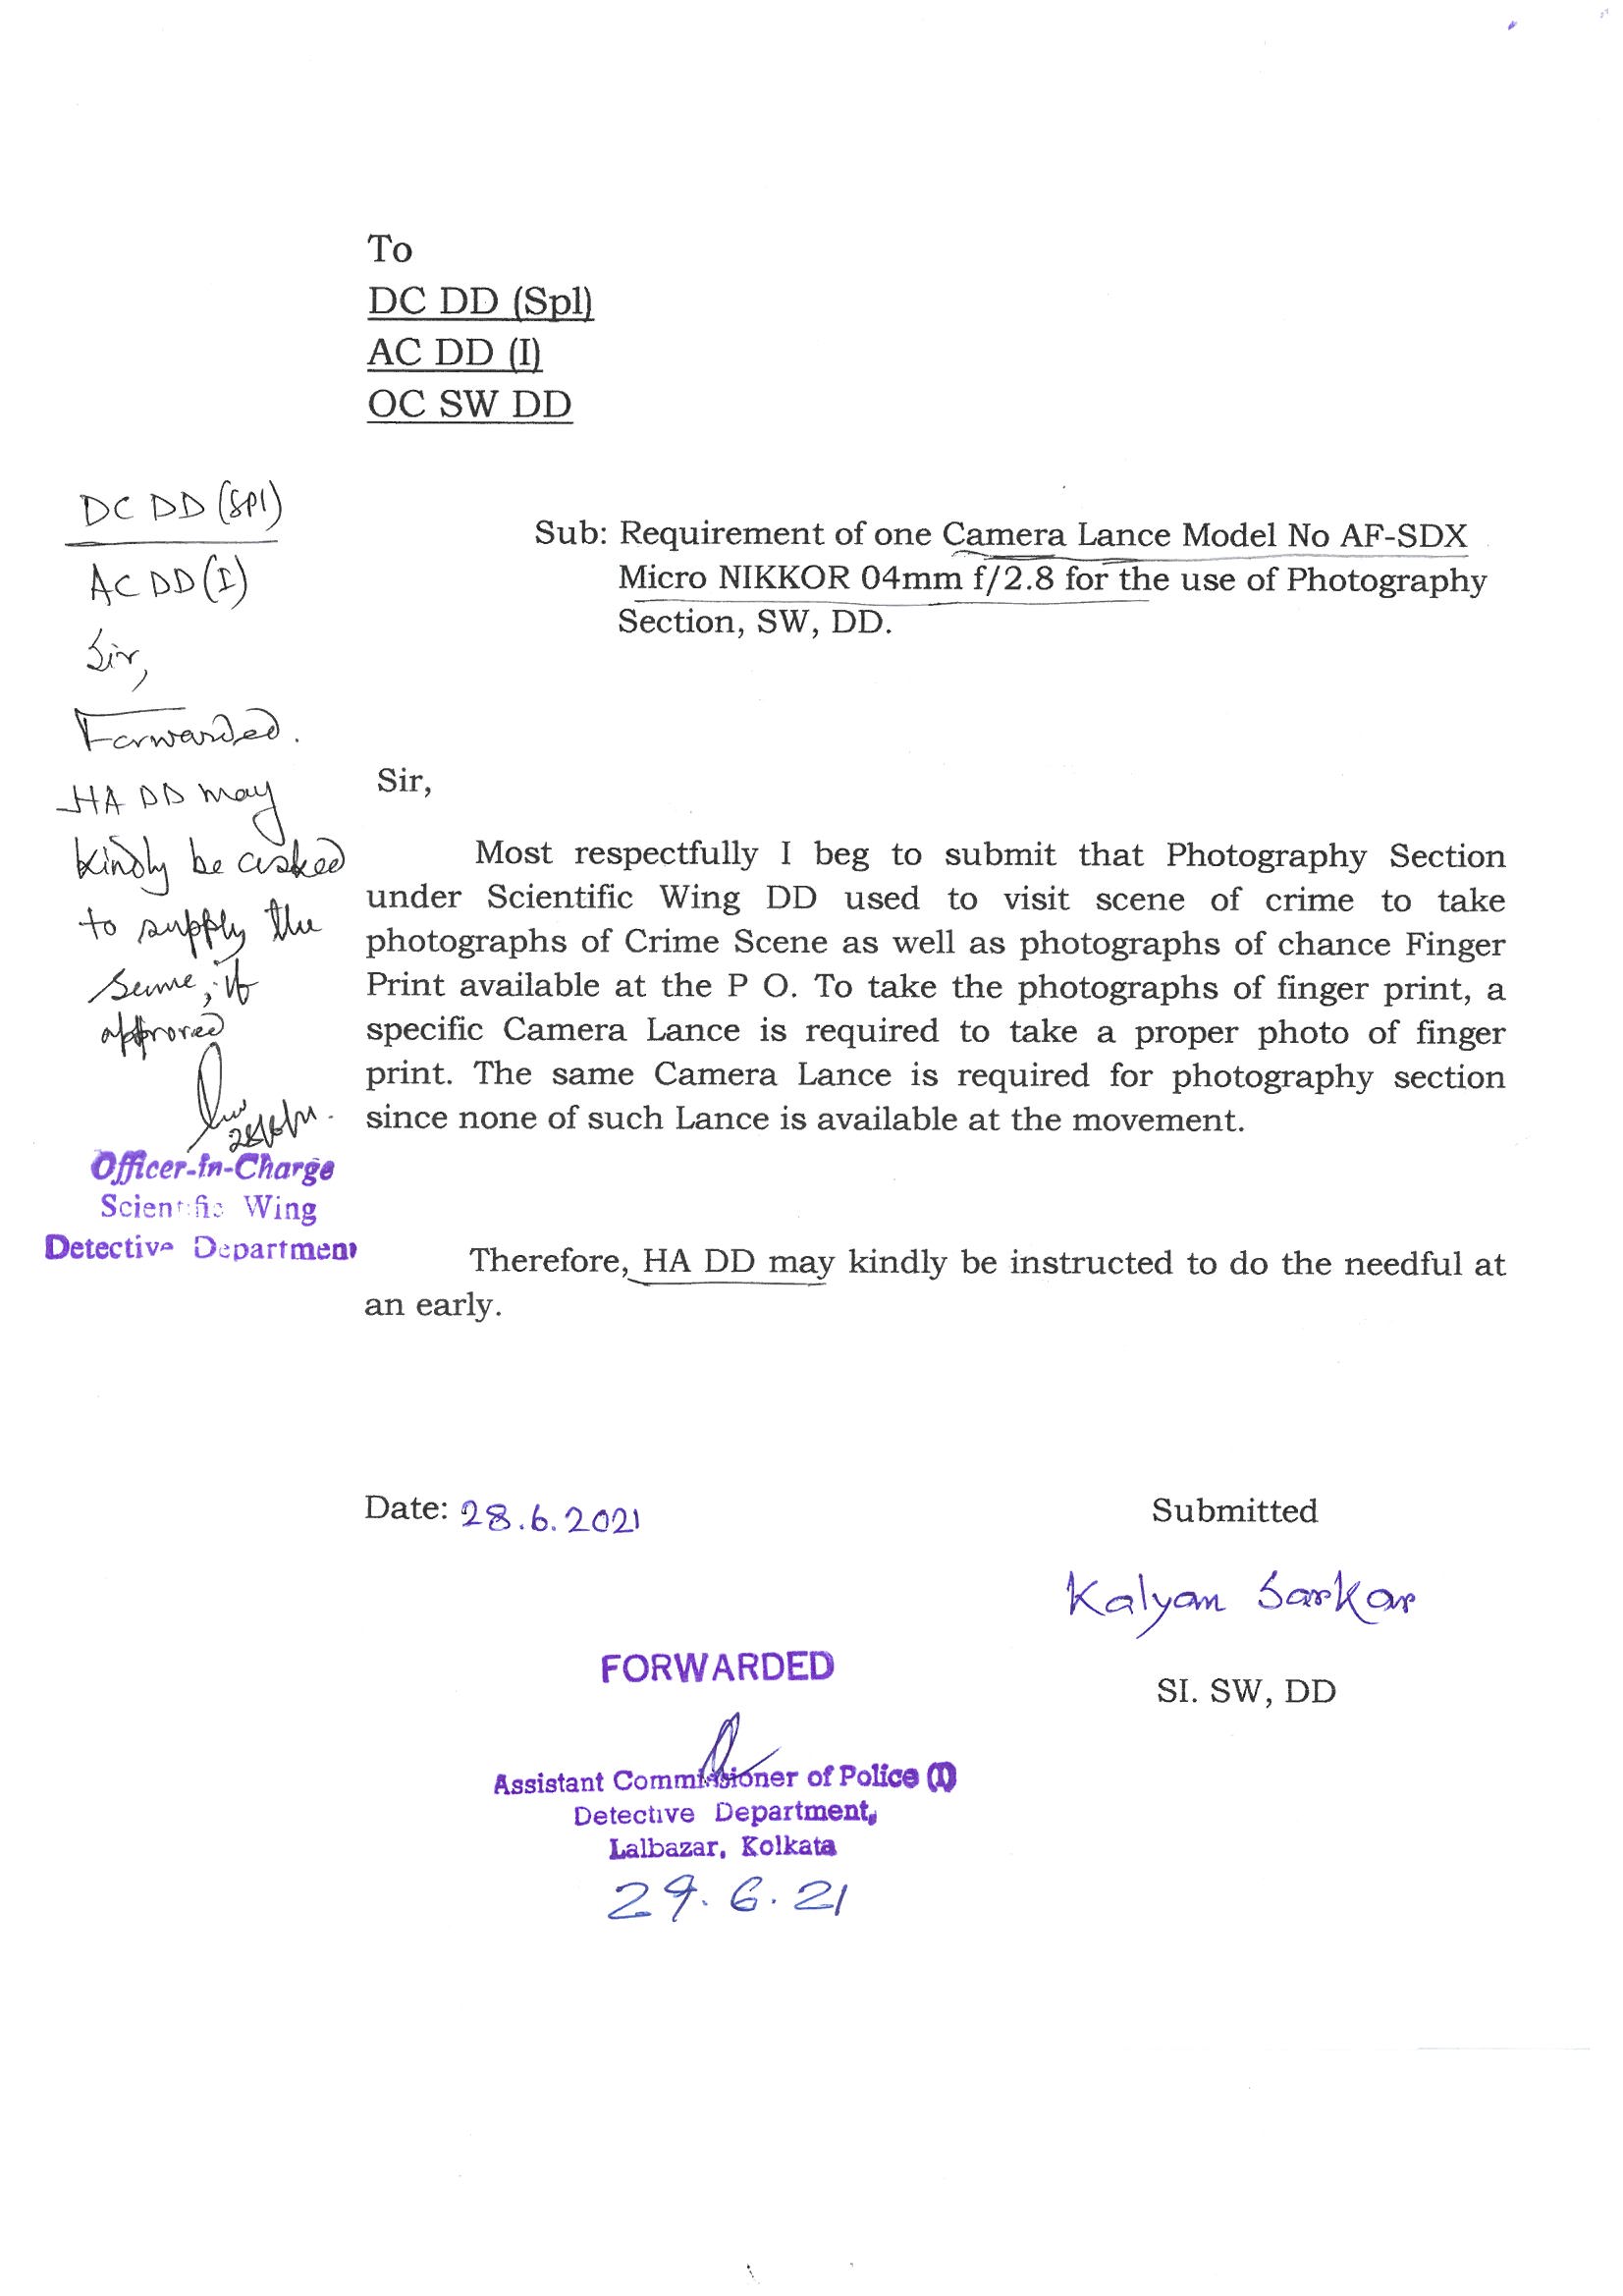 To
DC DD (Spl)
AC DD (I)
OC SW DD
DC DD (SPl)
AC DD (I)
Sir,
Forwarded.
HA DD may
kindly be asked
to supply the
same, if
approved
28/6/21.
Officer-in-Charge
Scientific Wing
Detective Department
Sub: Requirement of one Camera Lance Model No AF-SDX
Micro NIKKOR 04mm f/2.8 for the use of Photography
Section, SW, DD.
Sir,
Most respectfully I beg to submit that Photography Section
under Scientific Wing DD used to visit scene of crime to take
photographs of Crime Scene as well as photographs of chance Finger
Print available at the P O. To take the photographs of finger print, a
specific Camera Lance is required to take a proper photo of finger
print. The same Camera Lance is required for photography section
since none of such Lance is available at the movement.
Therefore, HA DD may kindly be instructed to do the needful at
an early.
Date: 28.6.2021
Submitted
Kalyan Sarkar
SI. SW, DD
FORWARDED
Assistant Commissioner of Police (I)
Detective Department,
Lalbazar, Kolkata
29.6.21